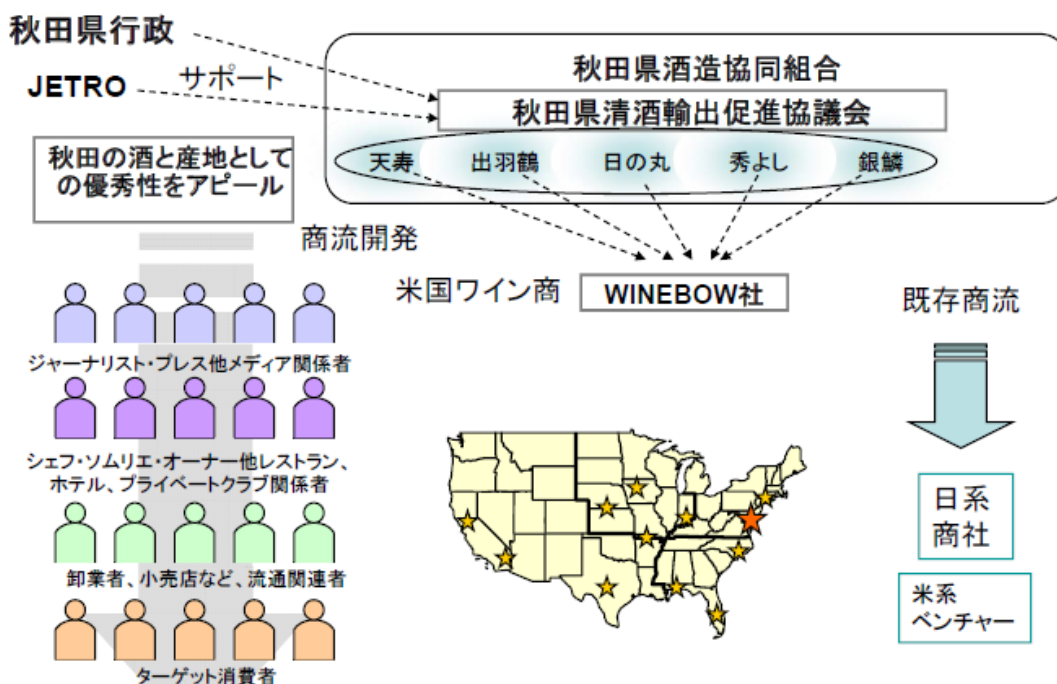 秋田県行政
JETRO
サポート
秋田県酒造協同組合
秋田県清酒輸出促進協議会
天寿
出羽鶴
日の丸
秀よし
銀鱗
秋田の酒と産地として
の優秀性をアピール
商流開発
米国ワイン商
WINEBOW社
既存商流
ジャーナリスト・プレス他メディア関係者
シェフ・ソムリエ・オーナー他レストラン、
ホテル、プライベートクラブ関係者
卸業者、小売店など、流通関連者
ターゲット消費者
日系
商社
米系
ベンチャー